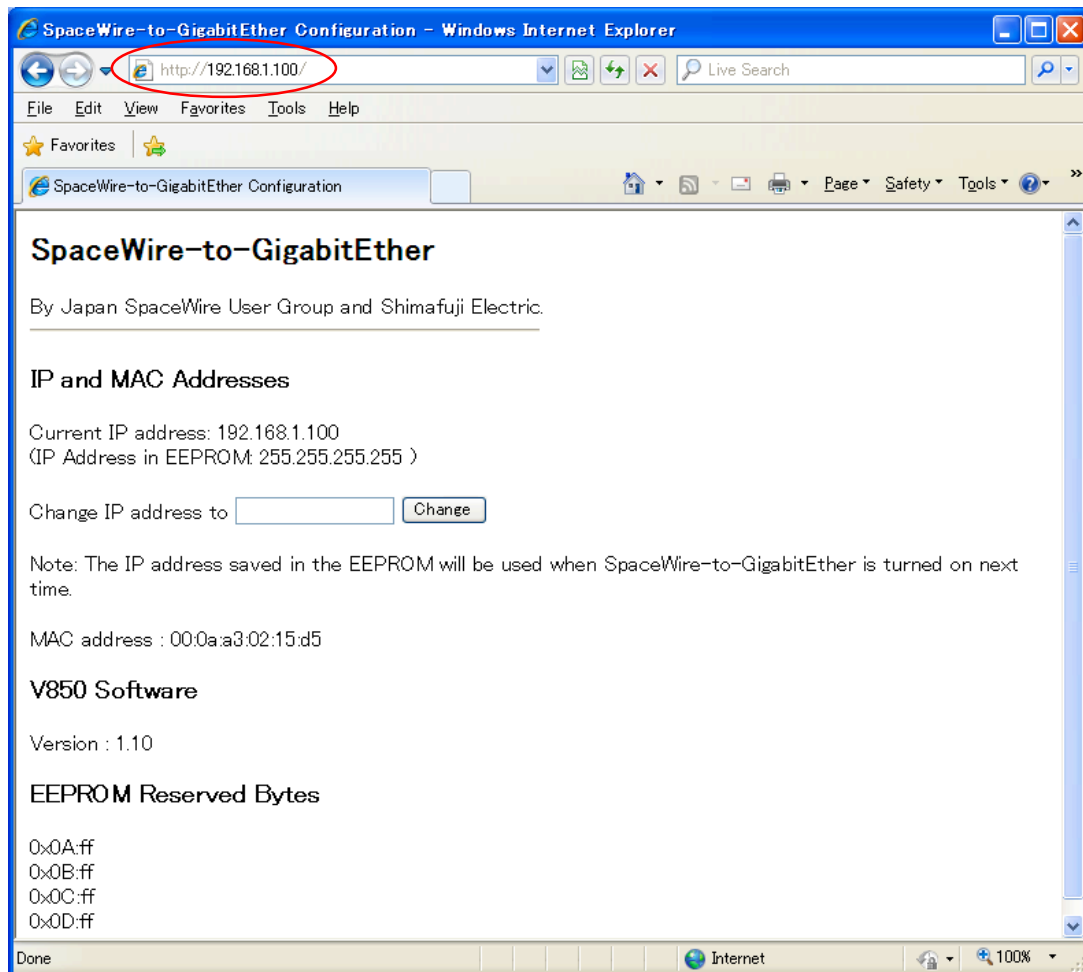 SpaceWire-to-GigabitEther Configuration - Windows Internet Explorer
http://192.168.1.100/
Live Search
File Edit View Favorites Tools Help
Favorites
SpaceWire-to-GigabitEther Configuration
Page Safety Tools »
SpaceWire-to-GigabitEther
By Japan SpaceWire User Group and Shimafuji Electric.
IP and MAC Addresses
Current IP address: 192.168.1.100
(IP Address in EEPROM: 255.255.255.255 )
Change IP address to Change
Note: The IP address saved in the EEPROM will be used when SpaceWire-to-GigabitEther is turned on next
time.
MAC address : 00:0a:a3:02:15:d5
V850 Software
Version : 1.10
EEPROM Reserved Bytes
0x0A:ff
0x0B:ff
0x0C:ff
0x0D:ff
Done Internet 100%